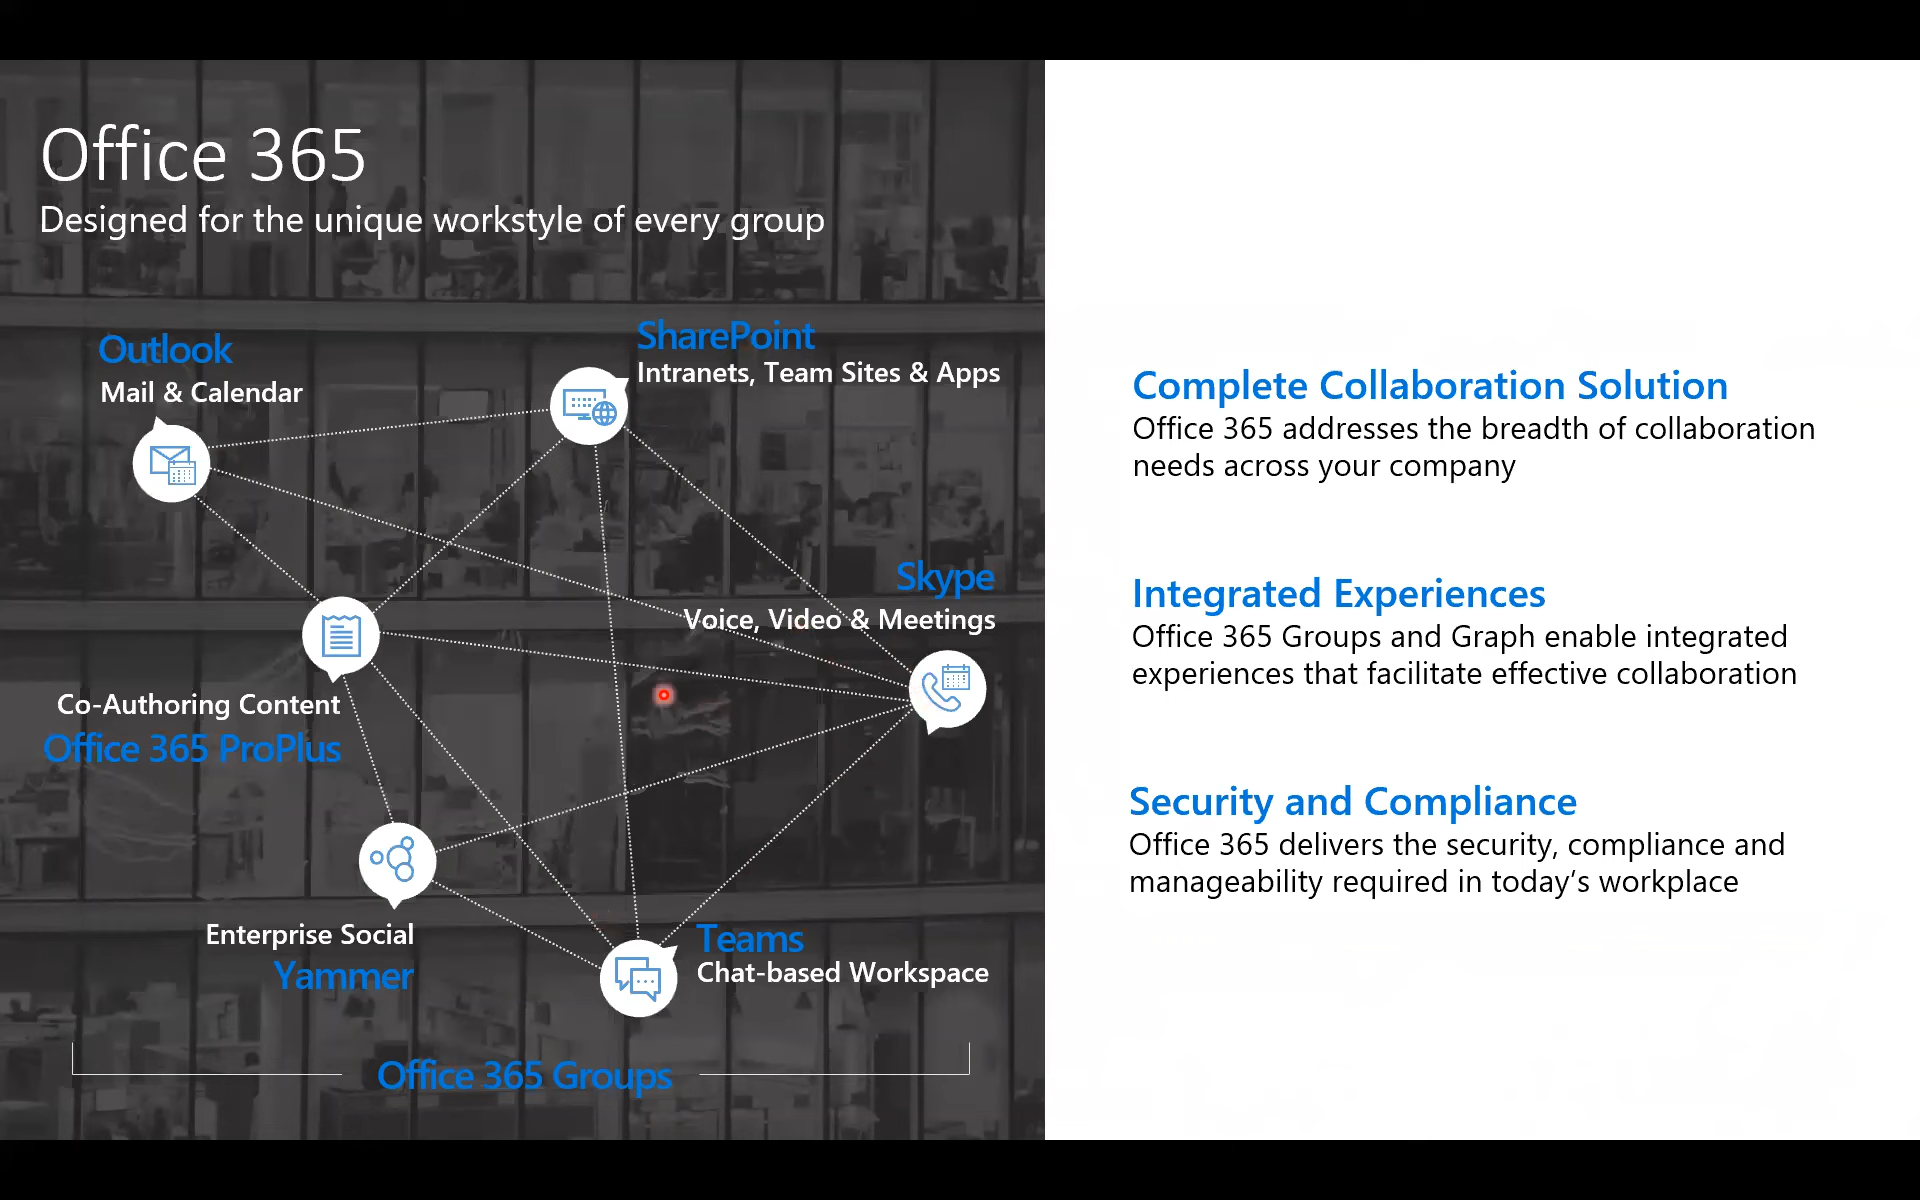 Office 365
Designed for the unique workstyle of every group
Outlook
Mail & Calendar
SharePoint
Intranets, Team Sites & Apps
Skype
Voice, Video & Meetings
Co-Authoring Content
Office 365 ProPlus
Enterprise Social
Yammer
Teams
Chat-based Workspace
Office 365 Groups
Complete Collaboration Solution
Office 365 addresses the breadth of collaboration
needs across your company
Integrated Experiences
Office 365 Groups and Graph enable integrated
experiences that facilitate effective collaboration
Security and Compliance
Office 365 delivers the security, compliance and
manageability required in today’s workplace